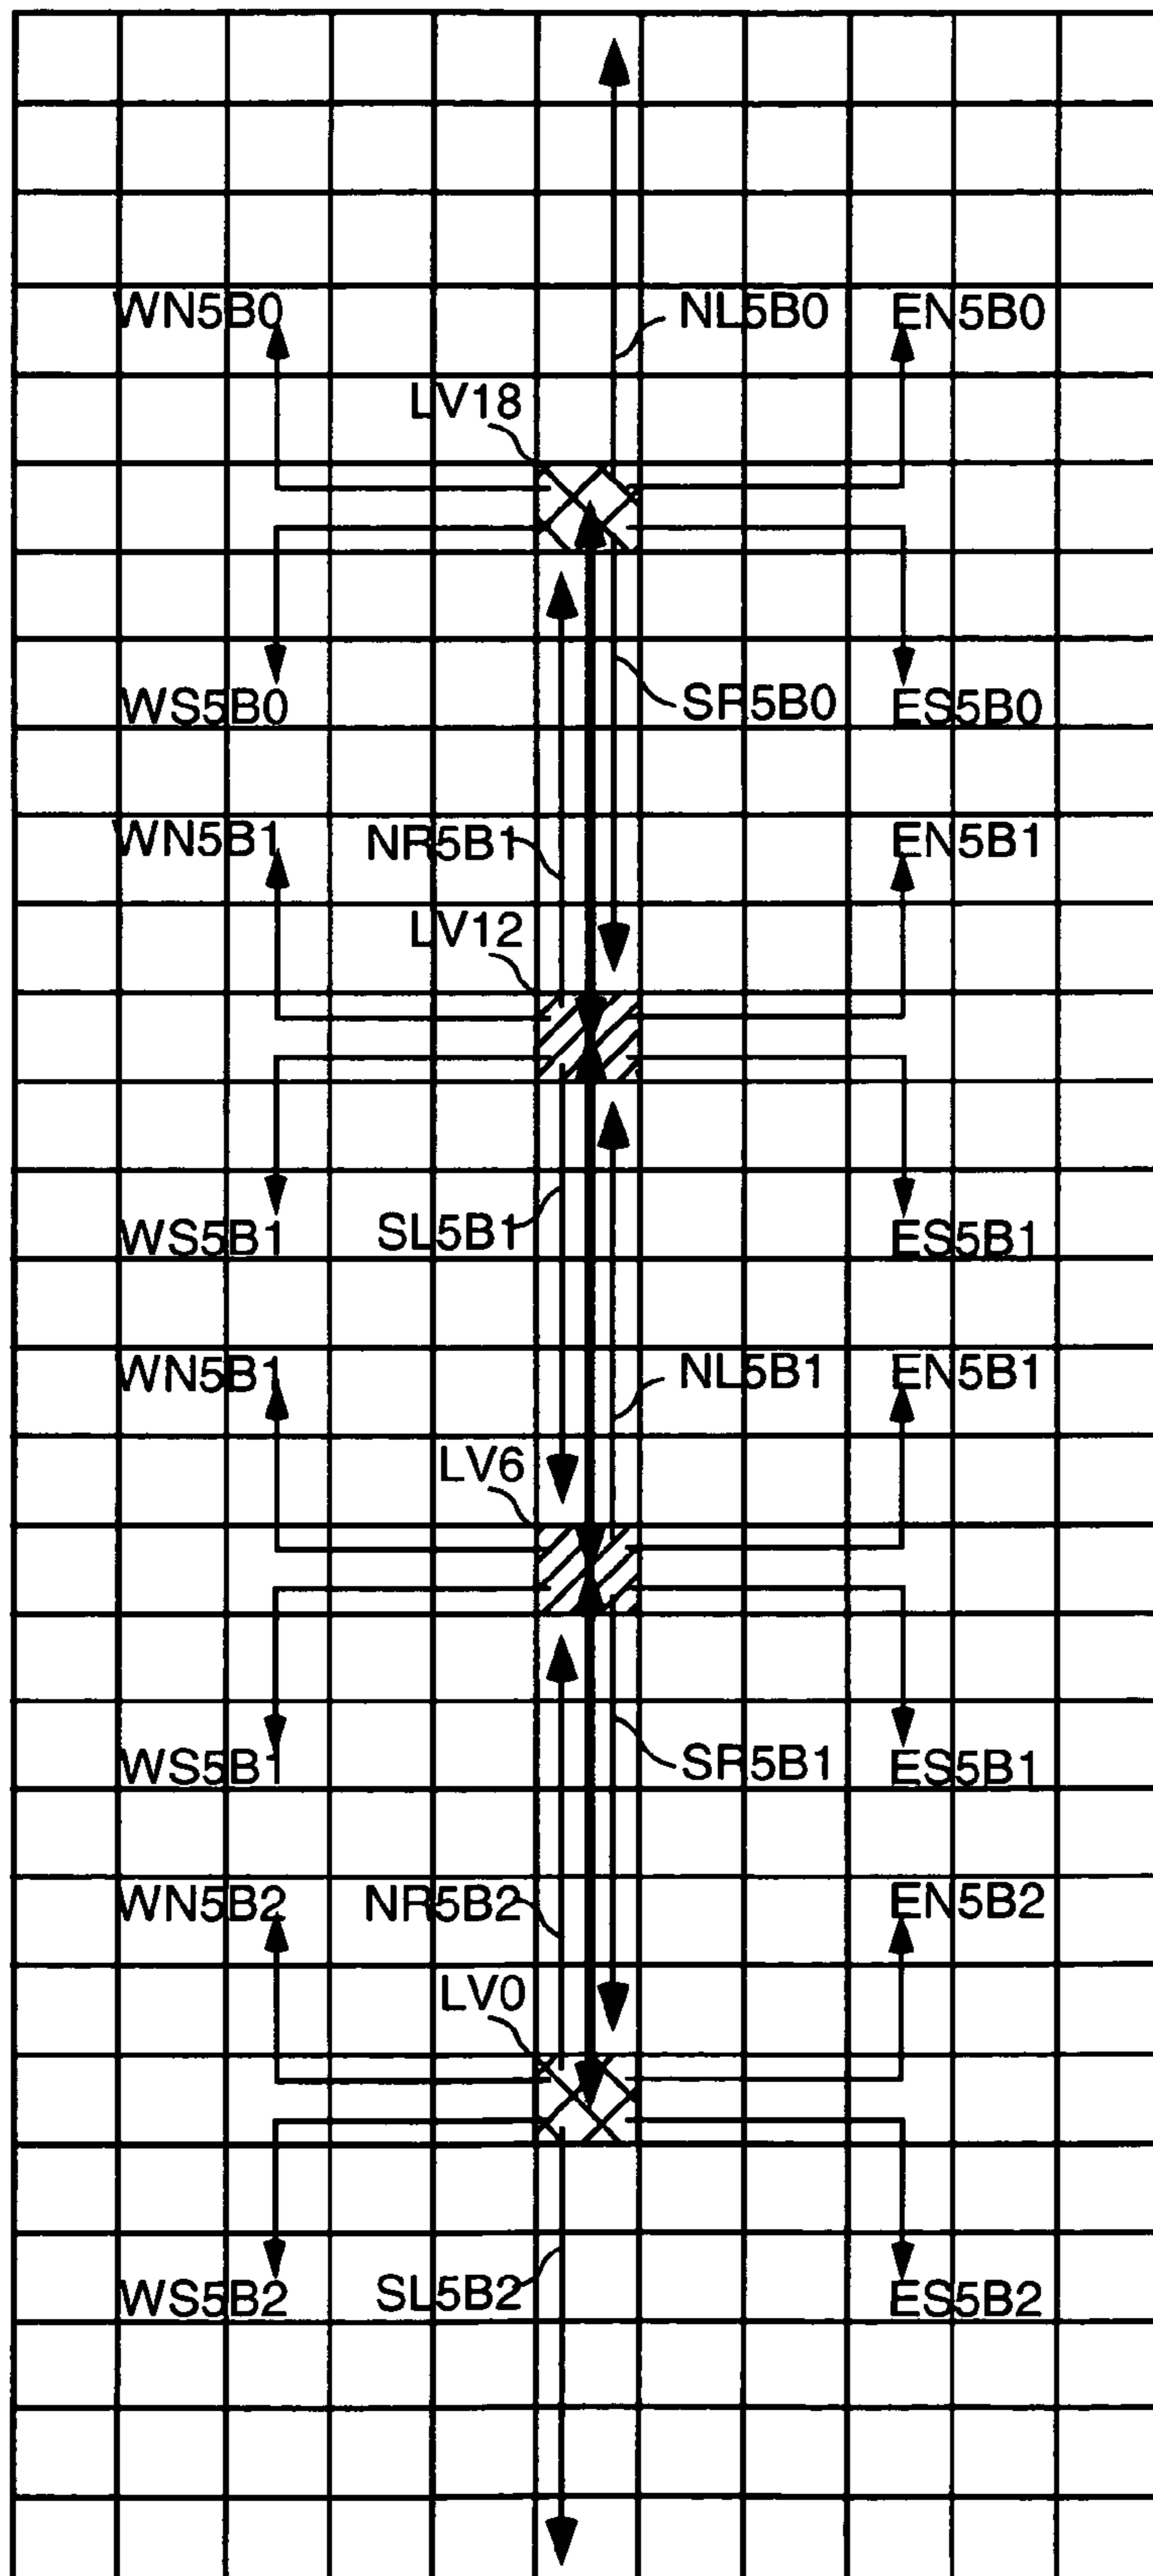 WN5B0 NL5B0 EN5B0
LV18
WS5B0 SR5B0 ES5B0
WN5B1 NR5B1 EN5B1
LV12
WS5B1 SL5B1 ES5B1
WN5B1 NL5B1 EN5B1
LV6
WS5B1 SR5B1 ES5B1
WN5B2 NR5B2 EN5B2
LV0
WS5B2 SL5B2 ES5B2